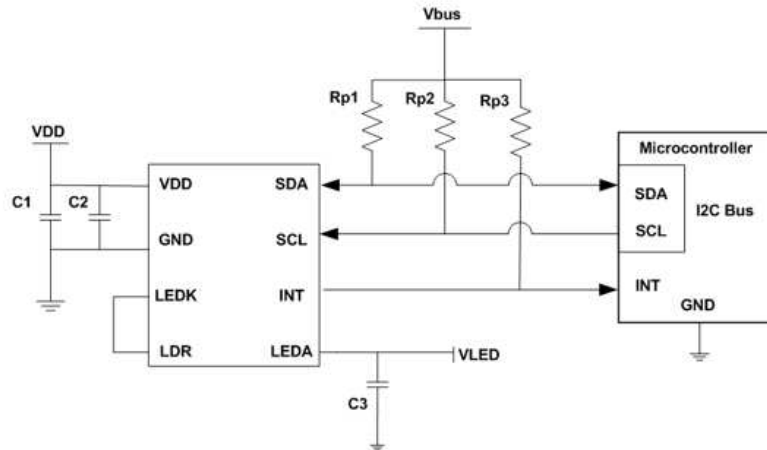 Vbus
Rp1
Rp2
Rp3
VDD
Microcontroller
C1
C2
VDD
SDA
SDA
I2C Bus
GND
SCL
SCL
LEDK
INT
INT
GND
LDR
LEDA
VLED
C3